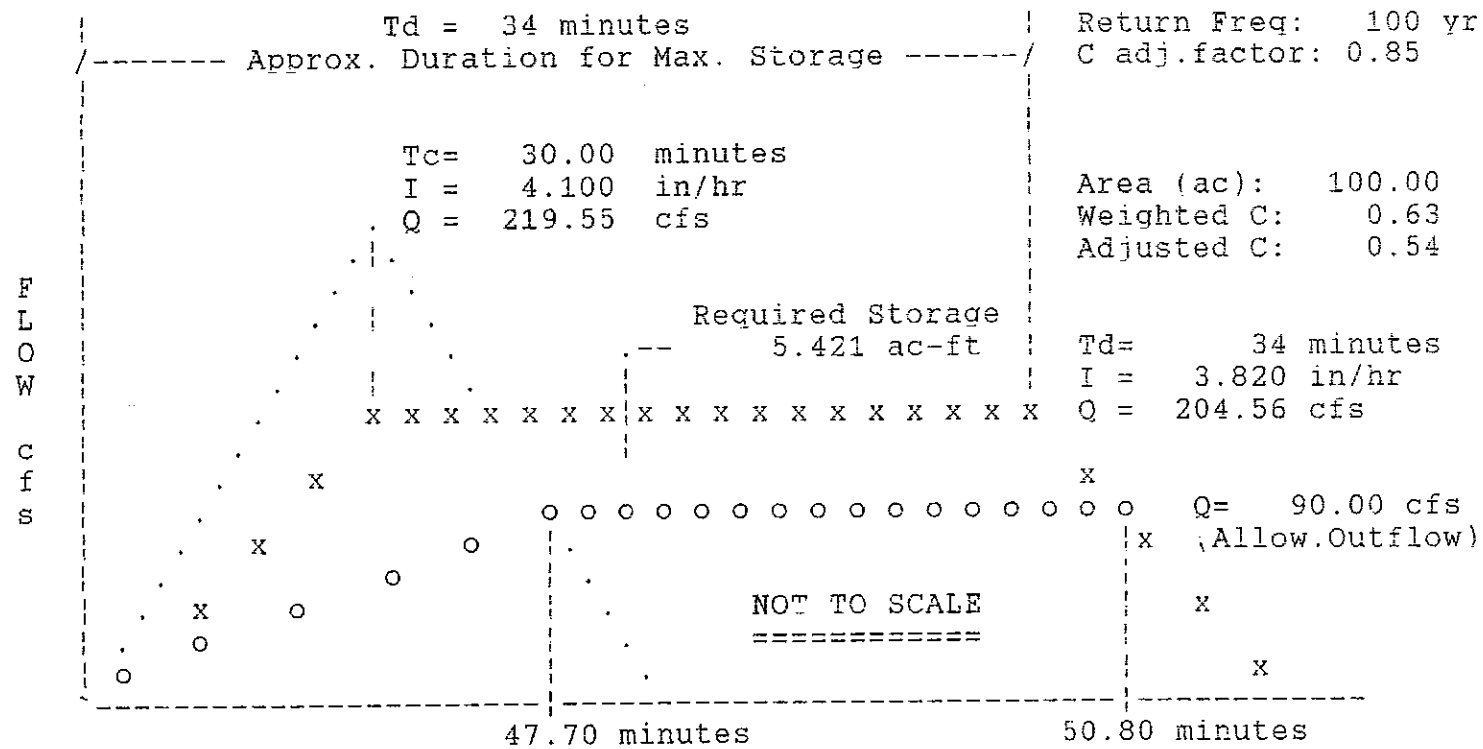 Td = 34 minutes
/------- Approx. Duration for Max. Storage ------/
Return Freq: 100 yr
C adj.factor: 0.85
Tc= 30.00 minutes
I = 4.100 in/hr
Q = 219.55 cfs
Area (ac): 100.00
Weighted C: 0.63
Adjusted C: 0.54
FLOW cfs
Required Storage
5.421 ac-ft
Td= 34 minutes
I = 3.820 in/hr
Q = 204.56 cfs
x x x x x x x x x x x x x x x x x x
x x
o o o o o o o o o o o o o o o o
Q= 90.00 cfs
x o x
(Allow.Outflow)
o
x o
NOT TO SCALE
============
x
o
x
o
47.70 minutes
50.80 minutes